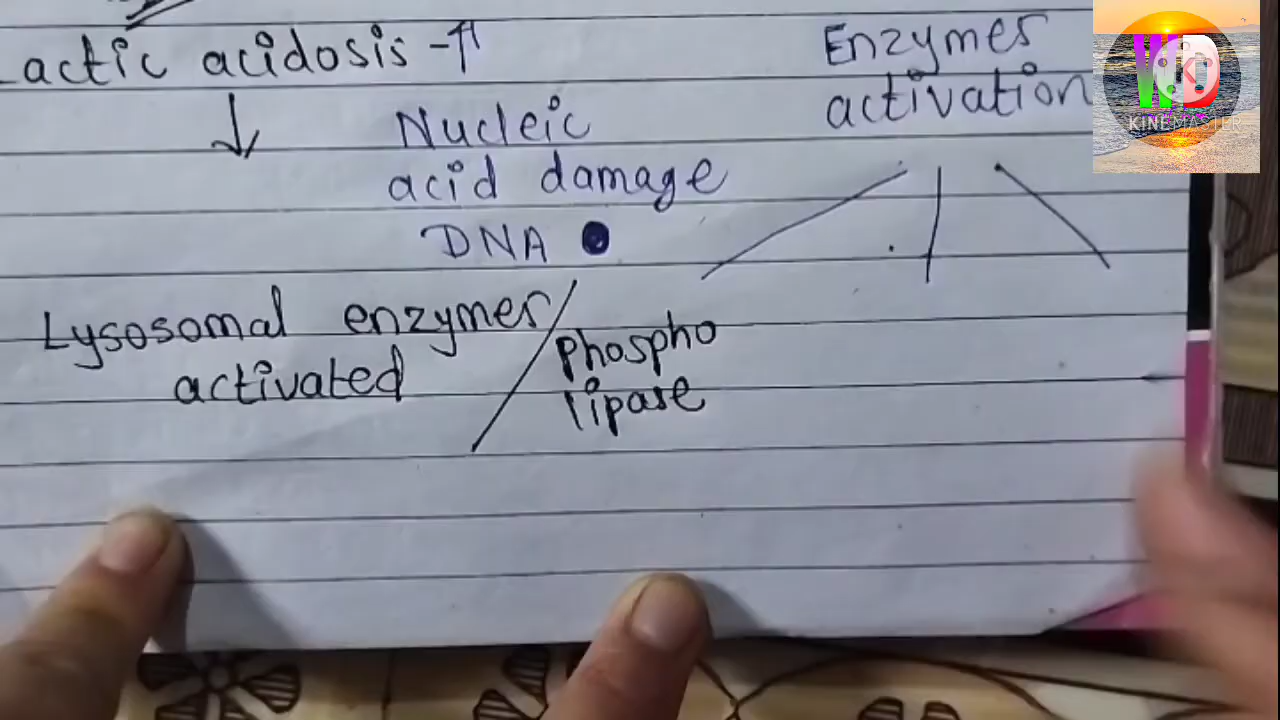 Lactic acidosis -↑
Enzymes
activation
Nucleic
acid damage
DNA
Lysosomal enzymes /
activated
Phospho
lipase
KINEMASTER